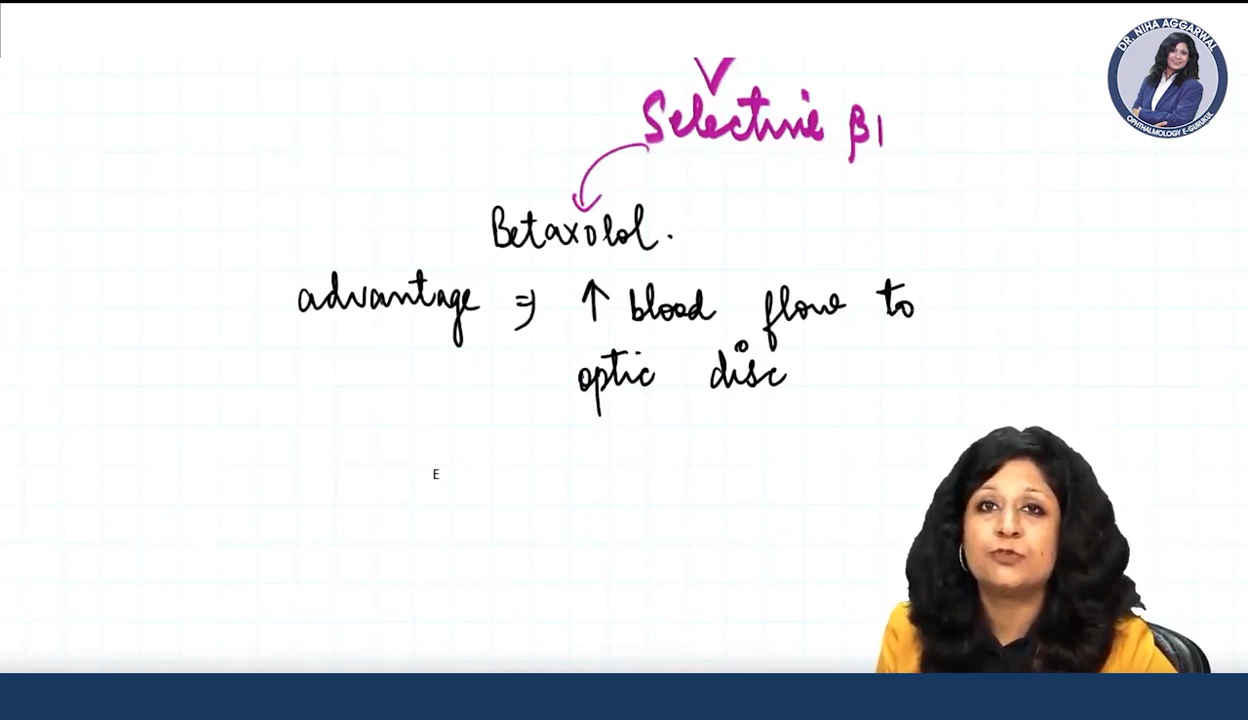 DR. NIHA AGGARWAL
OPHTHALMOLOGY E-GURUKUL
Selective β1
Betaxolol.
advantage ⇒ ↑ blood flow to
optic disc
E